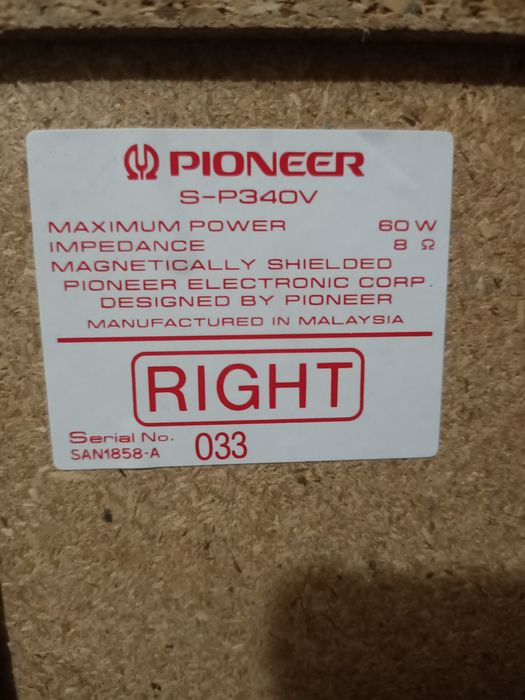 PIONEER
S-P340V
MAXIMUM POWER 60 W
IMPEDANCE 8 Ω
MAGNETICALLY SHIELDED
PIONEER ELECTRONIC CORP.
DESIGNED BY PIONEER
MANUFACTURED IN MALAYSIA
RIGHT
Serial No. 033
SAN1858-A